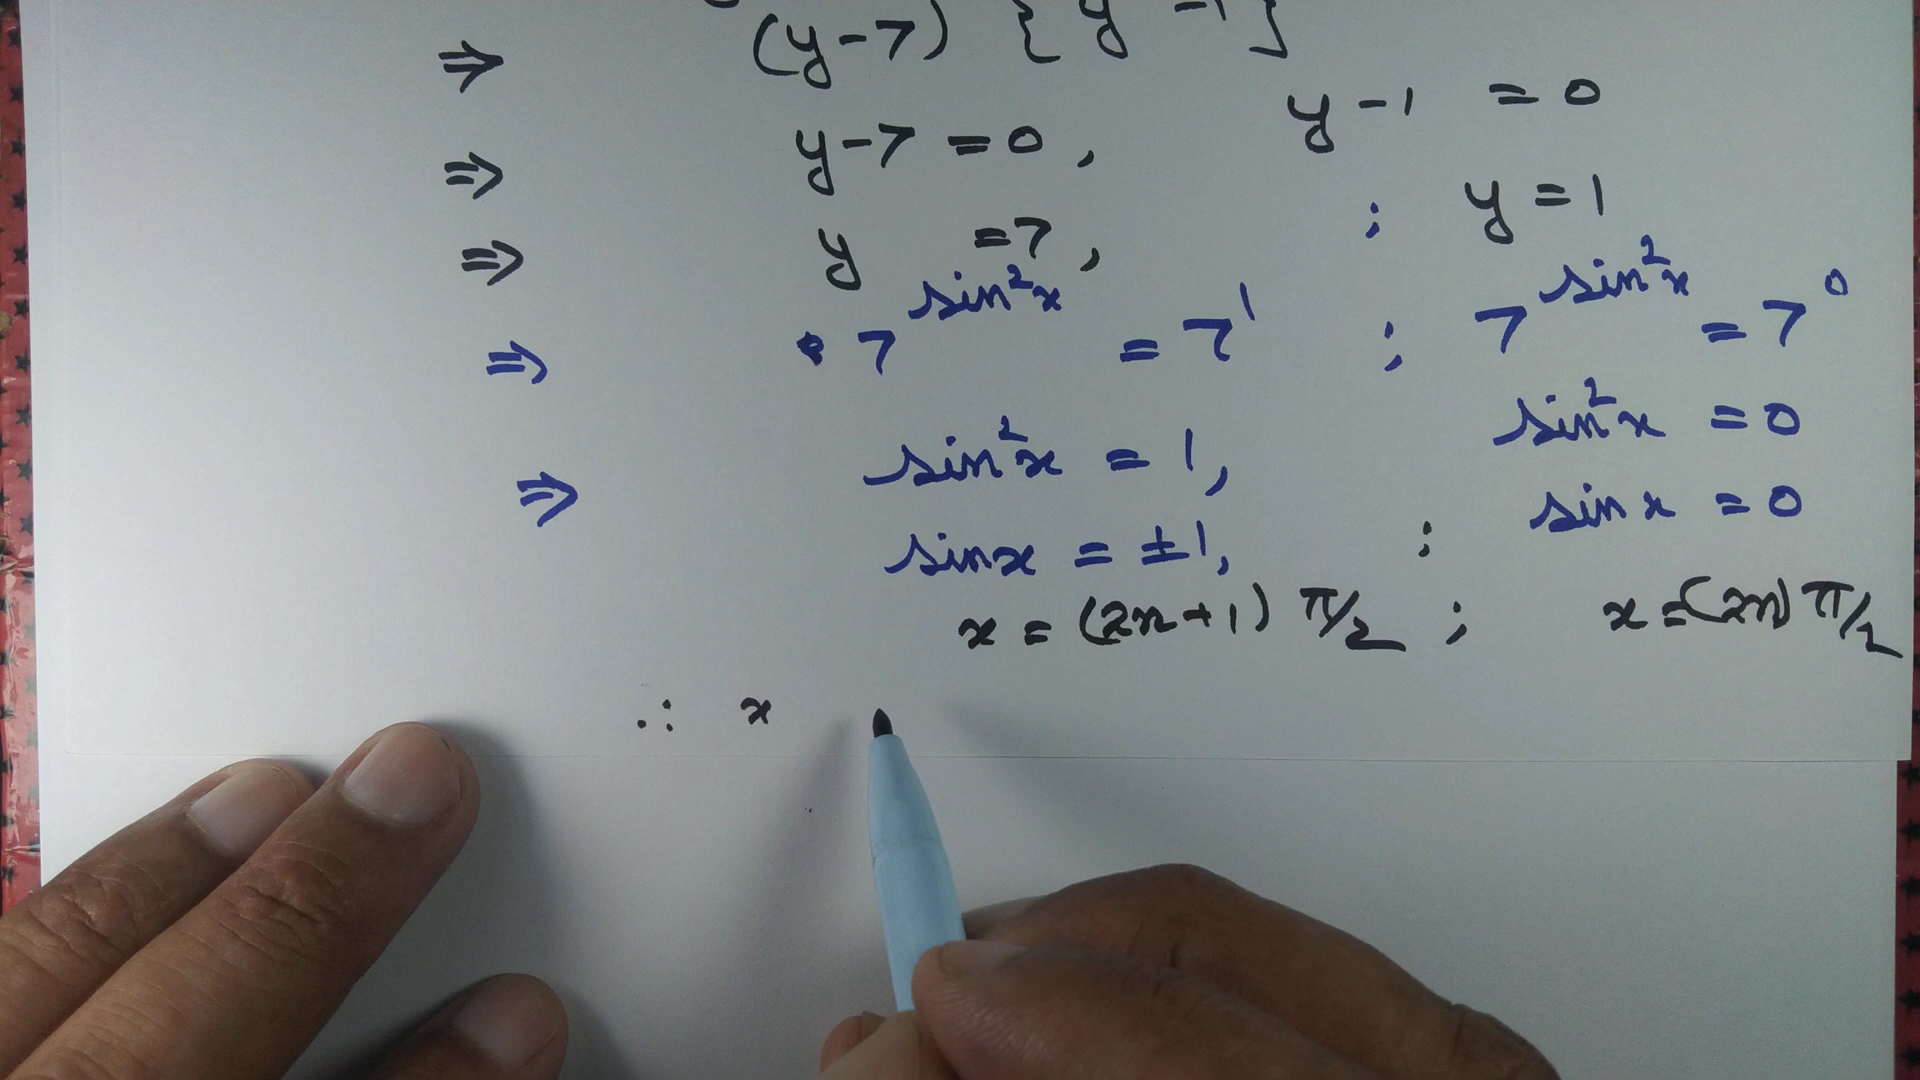 ⇒ (y-7) {y-1}
⇒ y-7 = 0, y-1 = 0
⇒ y = 7, ; y = 1
⇒ 7^{sin²x} = 7¹ ; 7^{sin²x} = 7⁰
⇒ sin²x = 1, sin²x = 0
sinx = ±1, ; sin x = 0
x = (2n+1) π/2 ; x = (2n) π/2
∴ x